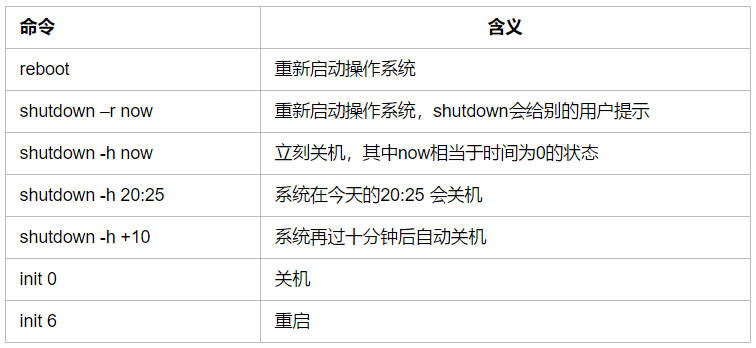 命令 含义
reboot 重新启动操作系统
shutdown –r now 重新启动操作系统，shutdown会给别的用户提示
shutdown -h now 立刻关机，其中now相当于时间为0的状态
shutdown -h 20:25 系统在今天的20:25 会关机
shutdown -h +10 系统再过十分钟后自动关机
init 0 关机
init 6 重启